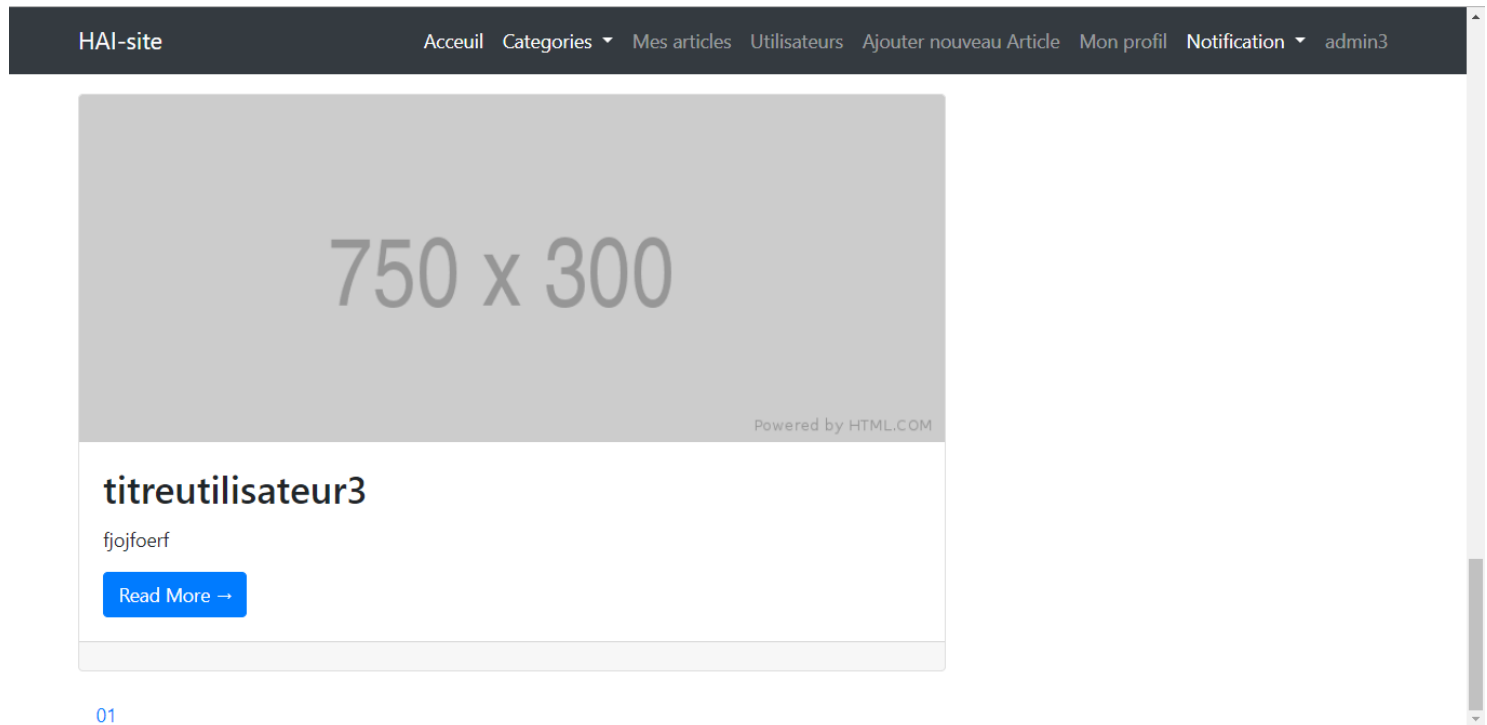 HAI-site Acceuil Categories Mes articles Utilisateurs Ajouter nouveau Article Mon profil Notification admin3
750 x 300
Powered by HTML.COM
titreutilisateur3
fjojfoerf
Read More →
01